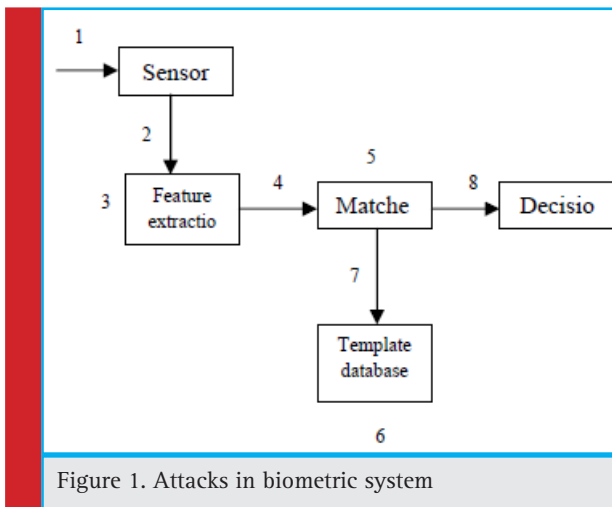 1
Sensor
2
5
3
Feature
extractio
4
Matche
8
Decisio
7
Template
database
6
Figure 1. Attacks in biometric system